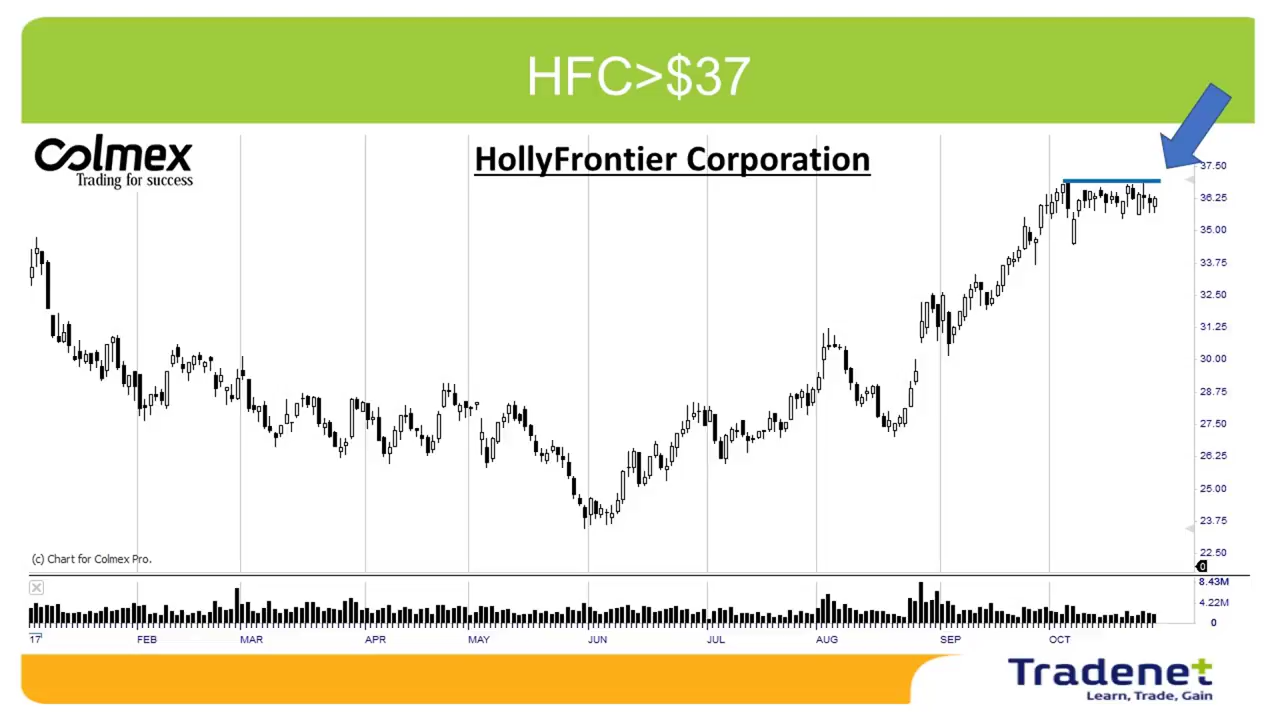 HFC>$37
Colmex
Trading for success
HollyFrontier Corporation
37.50
36.25
35.00
33.75
32.50
31.25
30.00
28.75
27.50
26.25
25.00
23.75
22.50
(c) Chart for Colmex Pro.
0
8.43M
4.22M
0
17 FEB MAR APR MAY JUN JUL AUG SEP OCT
Tradenet
Learn, Trade, Gain